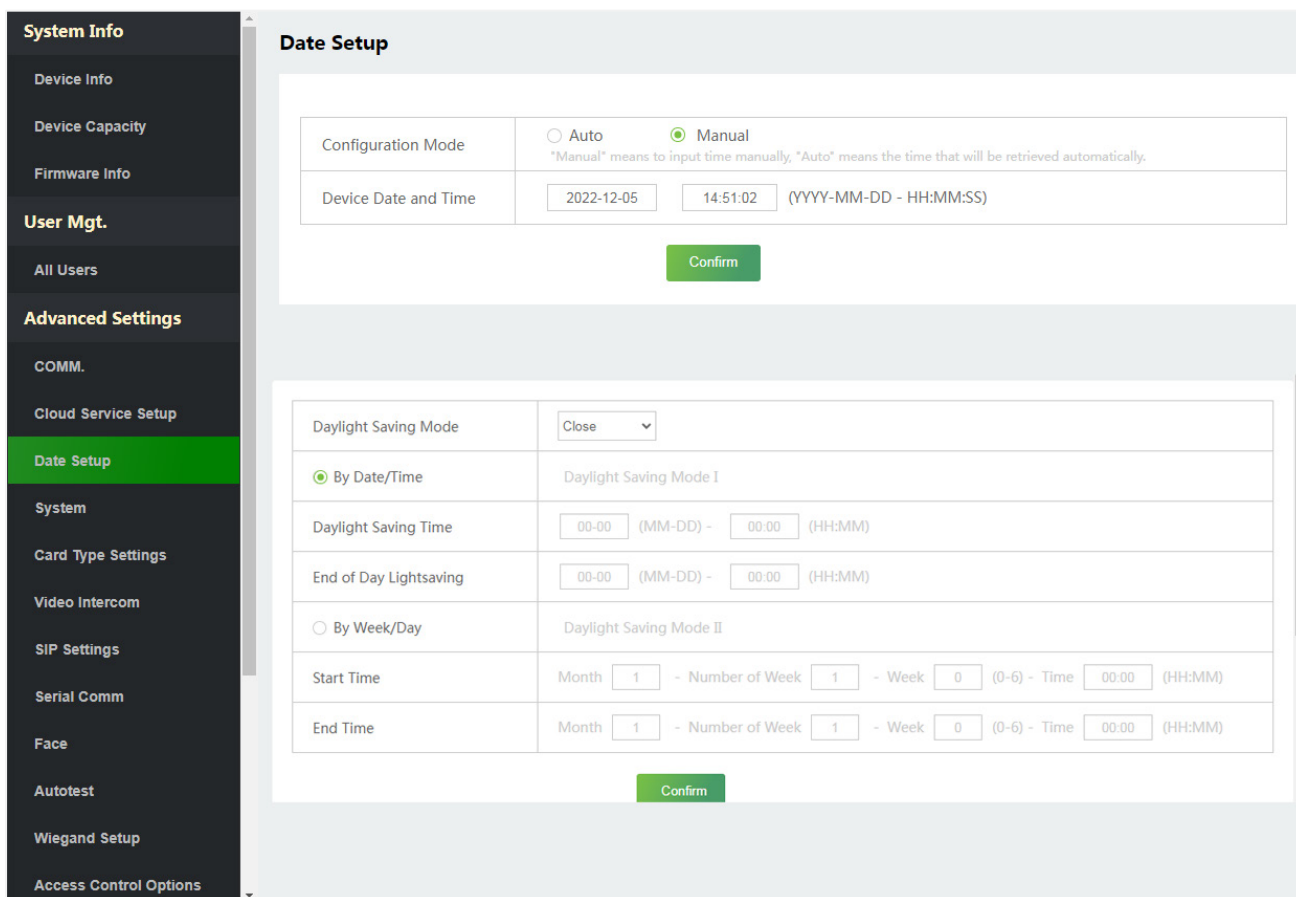 System Info
Device Info
Device Capacity
Firmware Info
User Mgt.
All Users
Advanced Settings
COMM.
Cloud Service Setup
Date Setup
System
Card Type Settings
Video Intercom
SIP Settings
Serial Comm
Face
Autotest
Wiegand Setup
Access Control Options
Date Setup
Configuration Mode Auto Manual
"Manual" means to input time manually, "Auto" means the time that will be retrieved automatically.
Device Date and Time 2022-12-05 14:51:02 (YYYY-MM-DD - HH:MM:SS)
Confirm
Daylight Saving Mode Close
By Date/Time Daylight Saving Mode I
Daylight Saving Time 00-00 (MM-DD) - 00:00 (HH:MM)
End of Day Lightsaving 00-00 (MM-DD) - 00:00 (HH:MM)
By Week/Day Daylight Saving Mode II
Start Time Month 1 - Number of Week 1 - Week 0 (0-6) - Time 00:00 (HH:MM)
End Time Month 1 - Number of Week 1 - Week 0 (0-6) - Time 00:00 (HH:MM)
Confirm